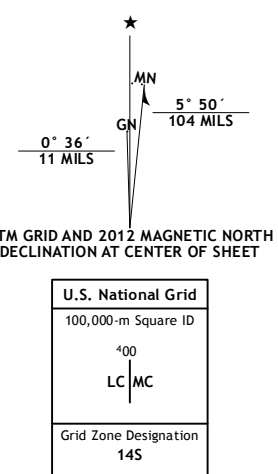 ★
MN
GN
5° 50´
104 MILS
0° 36´
11 MILS
TM GRID AND 2012 MAGNETIC NORTH
DECLINATION AT CENTER OF SHEET
U.S. National Grid
100,000-m Square ID
⁴00
LC MC
Grid Zone Designation
14S